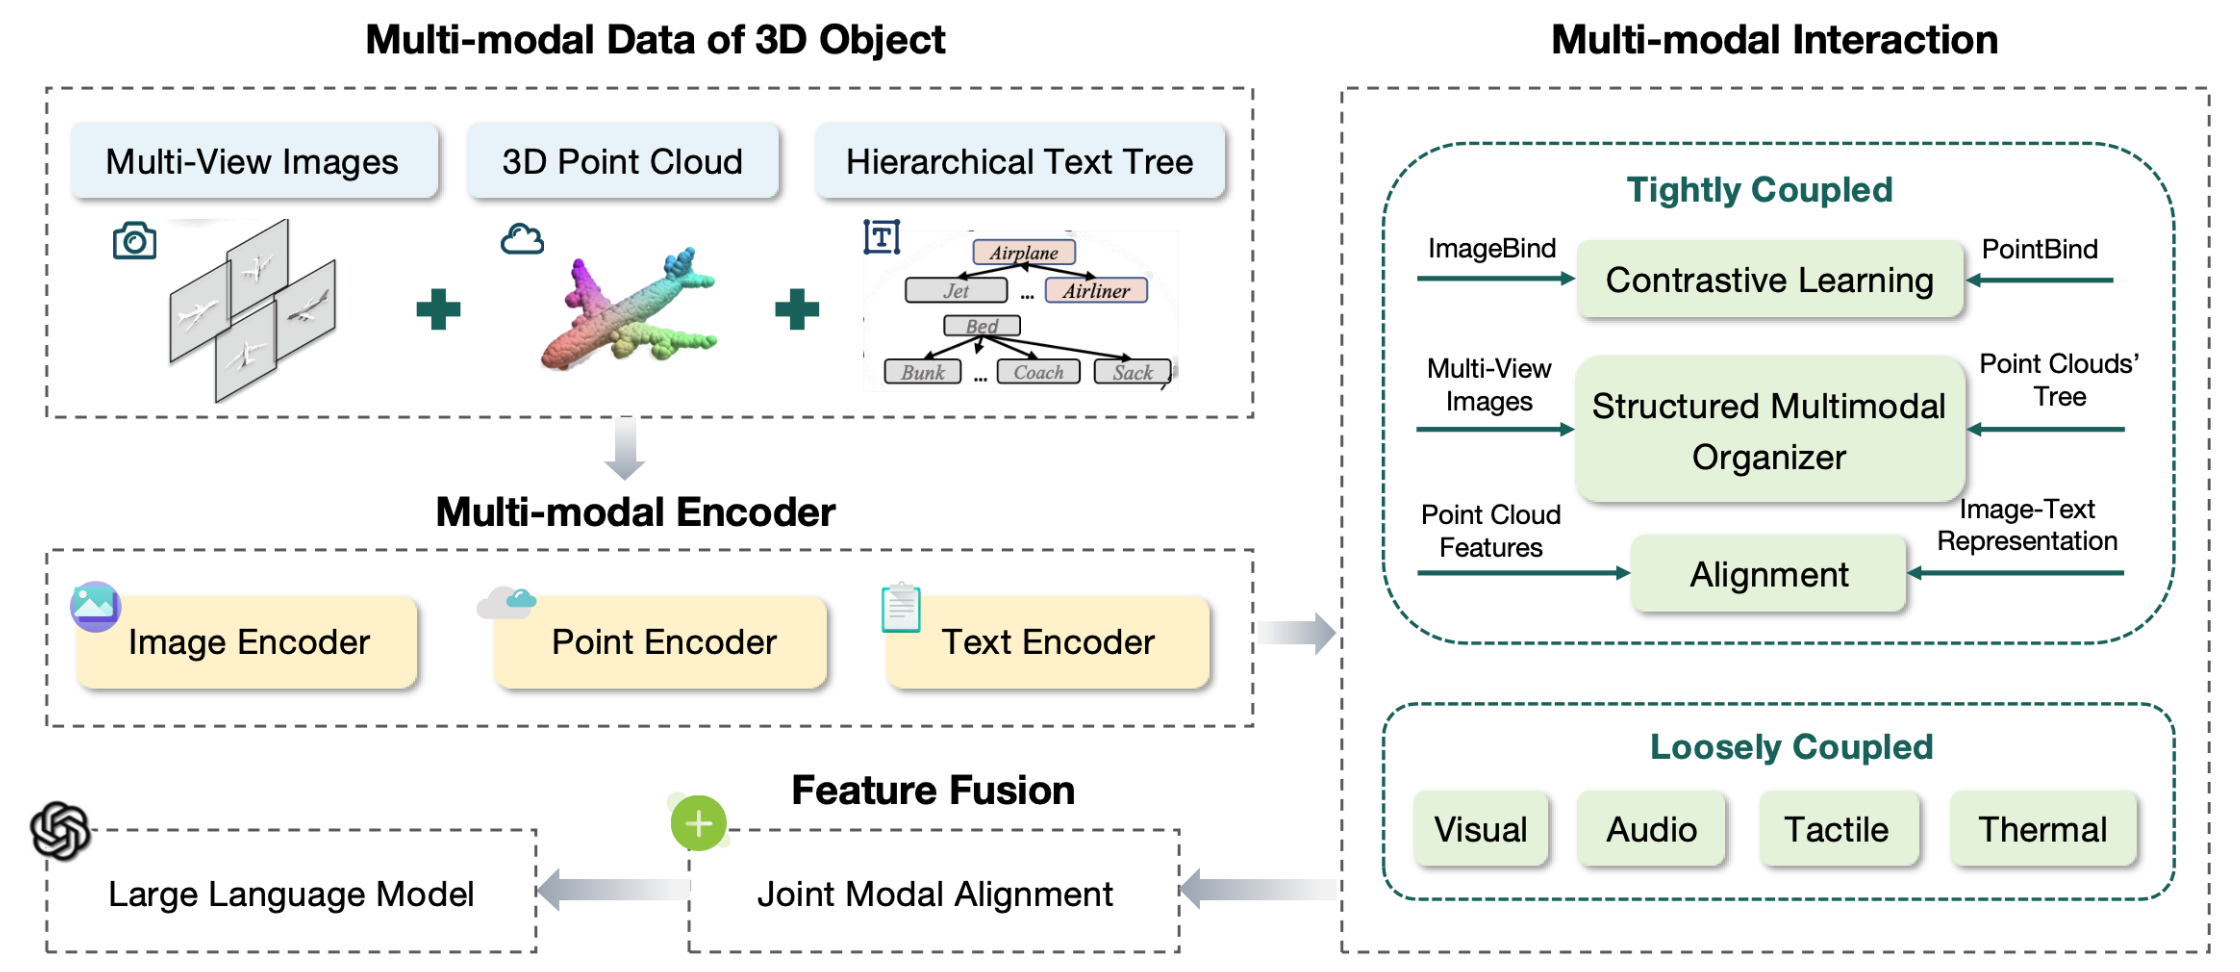 Multi-modal Data of 3D Object
Multi-View Images
3D Point Cloud
Hierarchical Text Tree
T
Airplane
Jet
...
Airliner
Bed
Bunk
...
Coach
Sack
Multi-modal Encoder
Image Encoder
Point Encoder
Text Encoder
Multi-modal Interaction
Tightly Coupled
ImageBind
Contrastive Learning
PointBind
Multi-View
Images
Structured Multimodal
Organizer
Point Clouds’
Tree
Point Cloud
Features
Alignment
Image-Text
Representation
Loosely Coupled
Visual
Audio
Tactile
Thermal
Feature Fusion
Joint Modal Alignment
Large Language Model